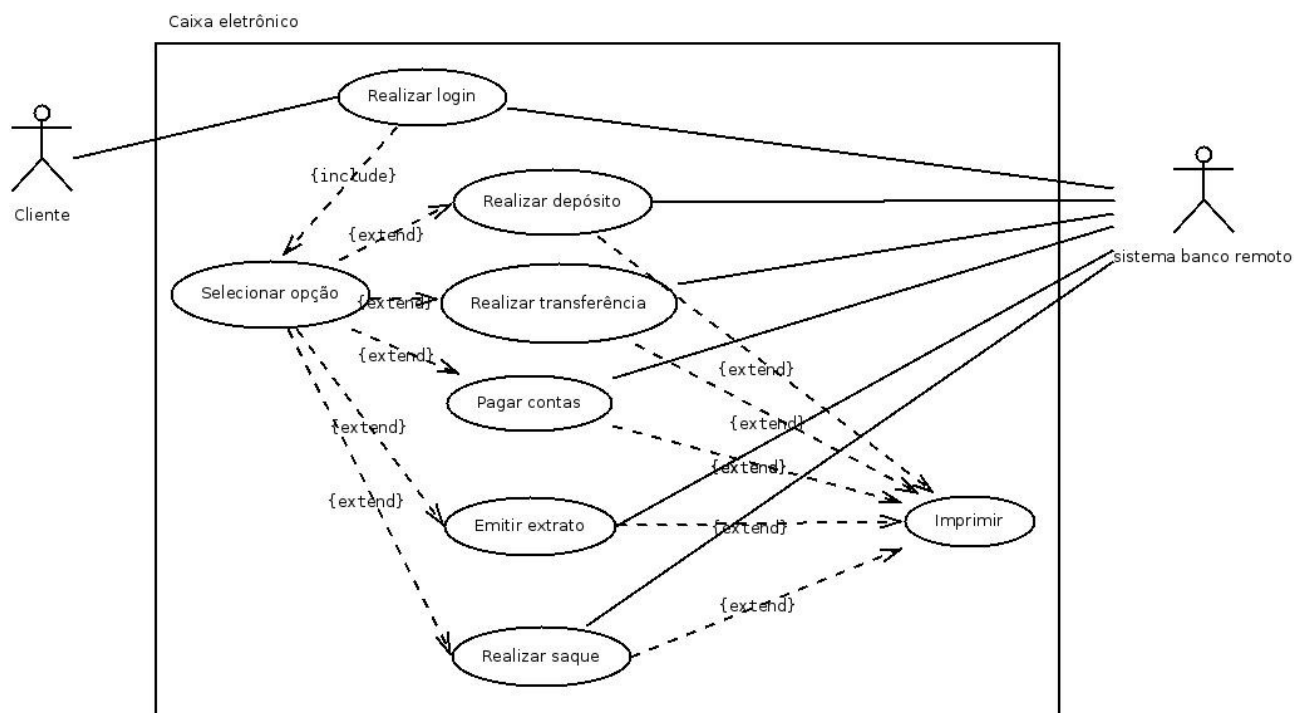 Caixa eletrônico
Realizar login
Cliente
{include}
Realizar depósito
{extend}
sistema banco remoto
Selecionar opção
{extend}
Realizar transferência
{extend}
{extend}
Pagar contas
{extend}
{extend}
{extend}
{extend}
Emitir extrato
{extend}
Imprimir
{extend}
Realizar saque